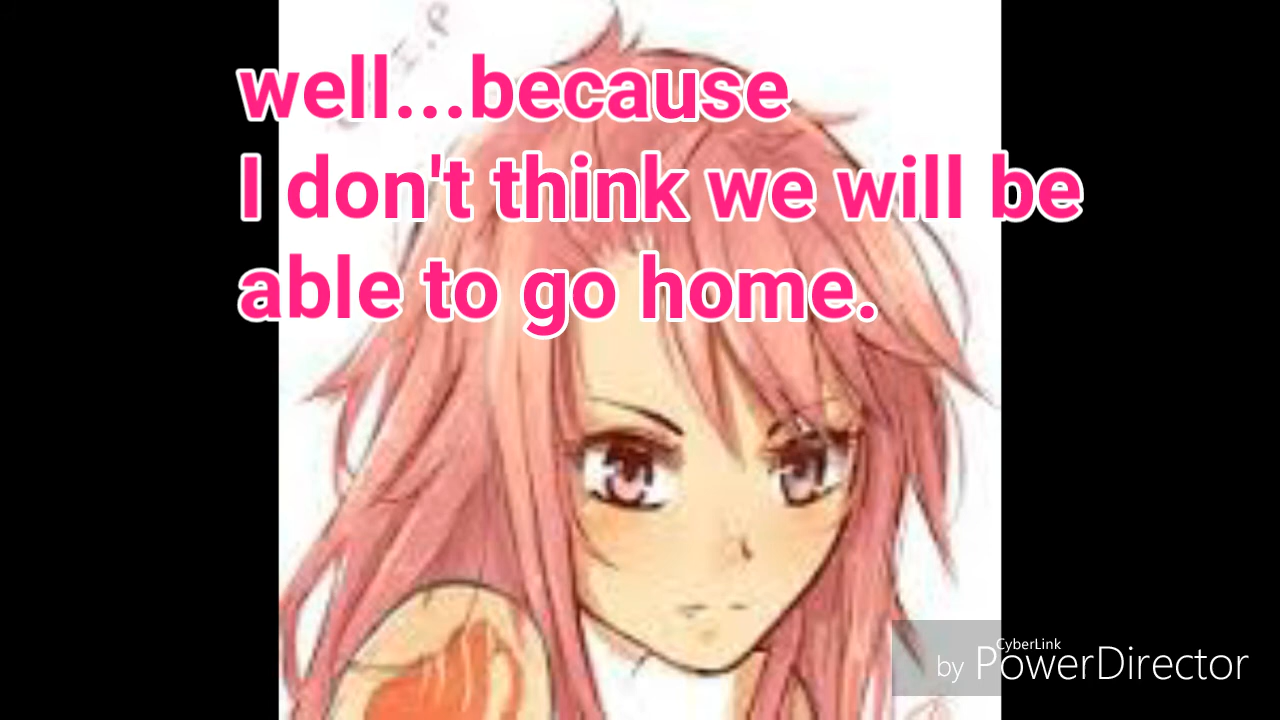 well...because
I don't think we will be
able to go home.
CyberLink
by PowerDirector